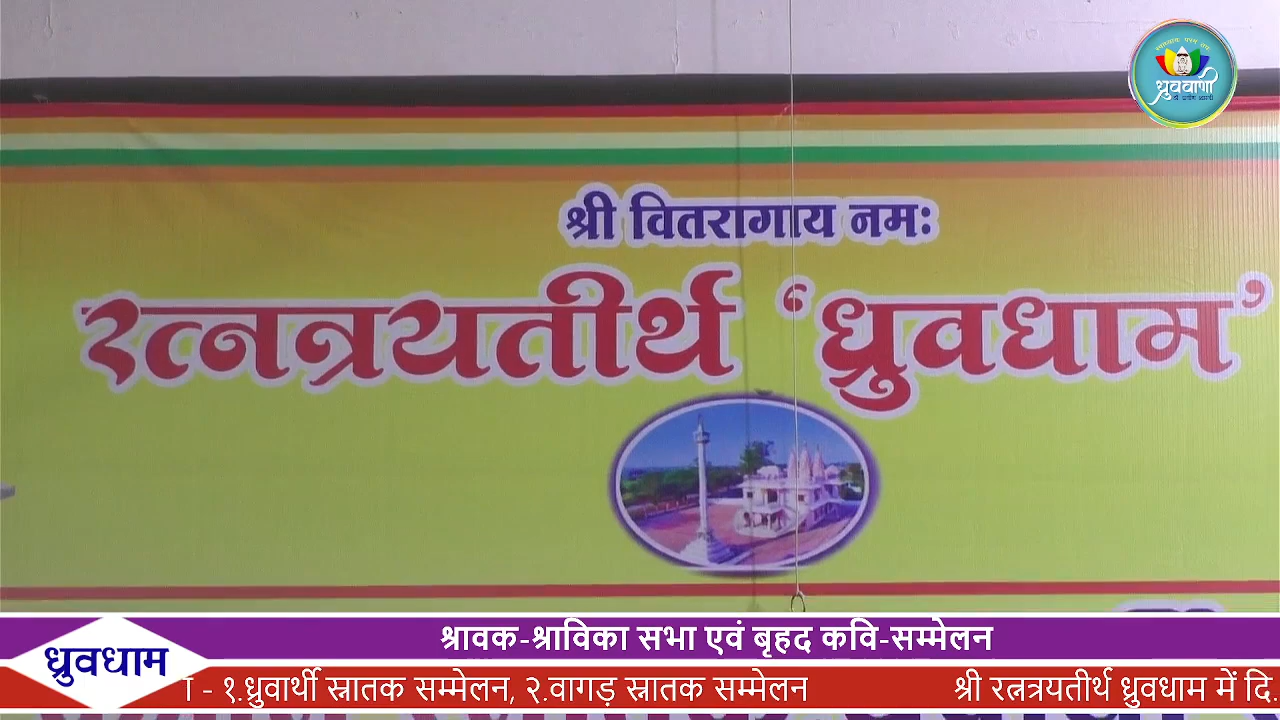 ध्रुववाणी
श्री वितरागाय नमः
रत्नत्रयतीर्थ ‘ध्रुवधाम’
श्रावक-श्राविका सभा एवं बृहद कवि-सम्मेलन
ध्रुवधाम
- १.ध्रुवार्थी स्नातक सम्मेलन, २.वागड़ स्नातक सम्मेलन श्री रत्नत्रयतीर्थ ध्रुवधाम में दि.